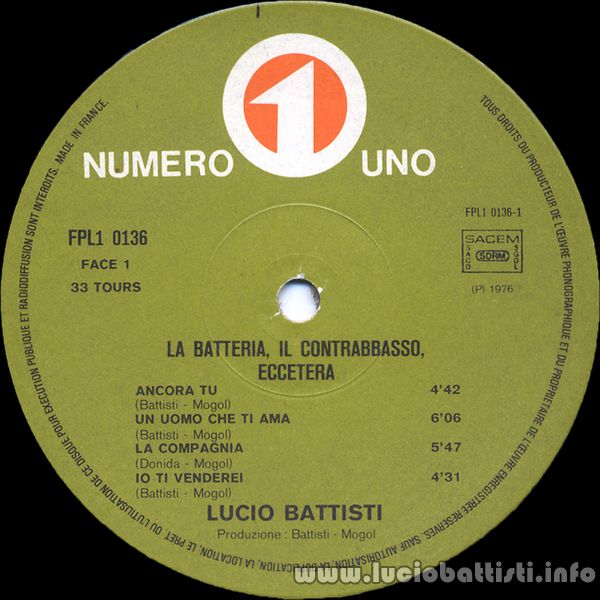 NUMERO 1 UNO
FPL1 0136
FACE 1
33 TOURS
FPL1 0136-1
SACEM
SACD SDRM SGDL
(P) 1976
LA BATTERIA, IL CONTRABBASSO,
ECCETERA
ANCORA TU 4'42
(Battisti - Mogol)
UN UOMO CHE TI AMA 6'06
(Battisti - Mogol)
LA COMPAGNIA 5'47
(Donida - Mogol)
IO TI VENDEREI 4'31
(Battisti - Mogol)
LUCIO BATTISTI
Produzione : Battisti - Mogol
TOUS DROITS DU PRODUCTEUR DE L'ŒUVRE PHONOGRAPHIQUE ET DU PROPRIETAIRE DE L'ŒUVRE ENREGISTREE RESERVES. SAUF AUTORISATION, LA LOCATION, LE PRET OU L'UTILISATION DE CE DISQUE POUR EXECUTION PUBLIQUE ET RADIODIFFUSION SONT INTERDITS. MADE IN FRANCE.
www.luciobattisti.info